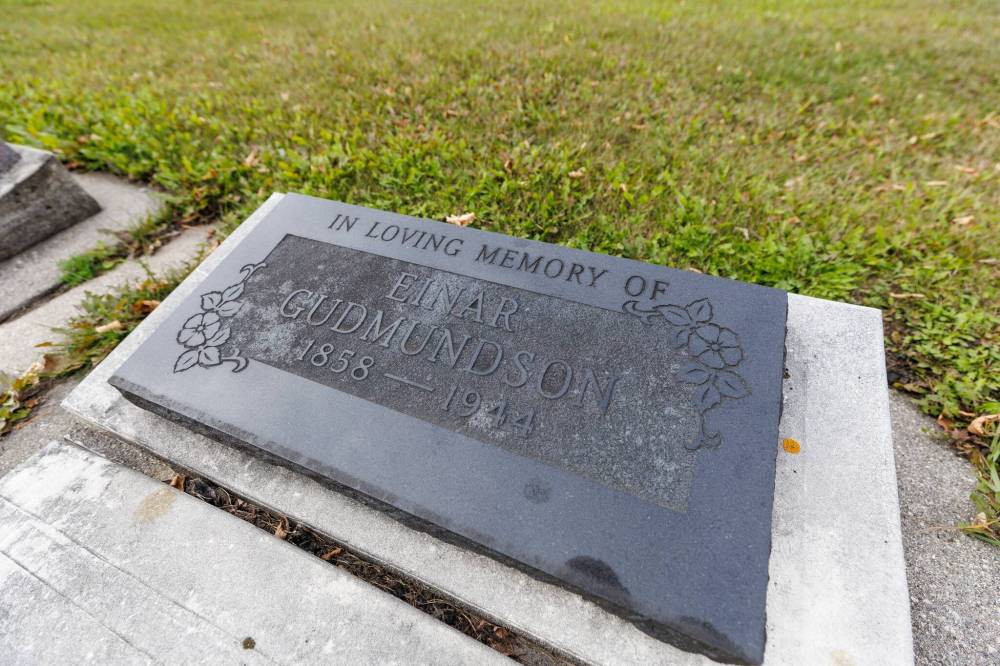 IN LOVING MEMORY OF
EINAR
GUDMUNDSON
1858 — 1944